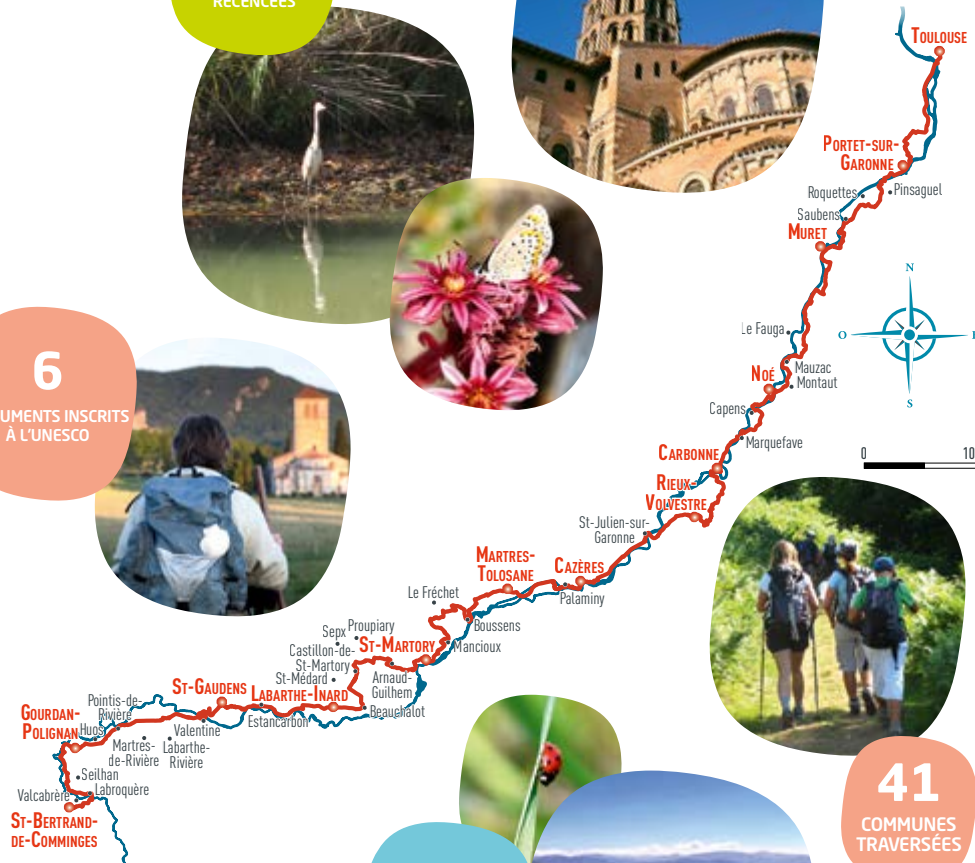 RECENCÉES
TOULOUSE
PORTET-SUR-
GARONNE
Roquettes
Pinsaguel
Saubens
MURET
N
O
S
Le Fauga
Mauzac
Montaut
NOÉ
Capens
Marquefave
0
10
CARBONNE
RIEUX-
VOLVESTRE
St-Julien-sur-
Garonne
MARTRES-
TOLOSANE
CAZÈRES
Palaminy
Le Fréchet
Boussens
Mancioux
Sepx
Proupiary
ST-MARTORY
Castillon-de-
St-Martory
St-Médard
Arnaud-
Guilhem
Beauchalot
ST-GAUDENS
LABARTHE-INARD
Estancarbon
Pointis-de-
Rivière
Valentine
GOURDAN-
POLIGNAN
Huos
Martres-
de-Rivière
Labarthe-
Rivière
Seilhan
Labroquère
Valcabrère
ST-BERTRAND-
DE-COMMINGES
6
UMENTS INSCRITS
À L'UNESCO
41
COMMUNES
TRAVERSÉES